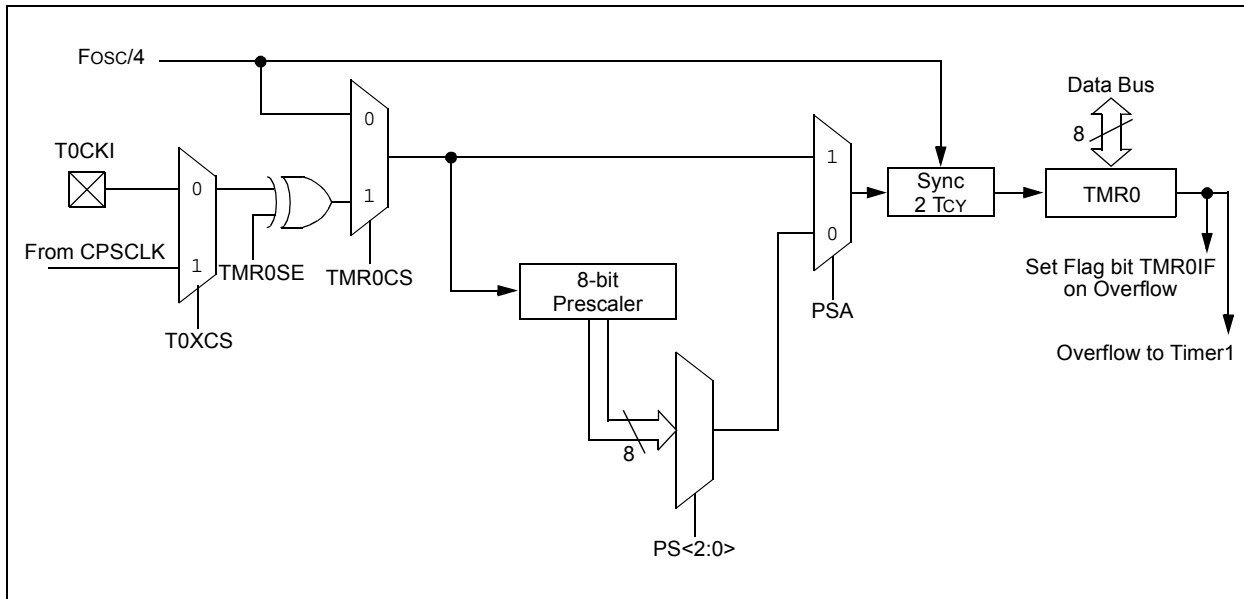 FOSC/4
Data Bus
8
T0CKI
0
1
0
1
Sync
2 TCY
TMR0
0
1
From CPSCLK
TMR0SE
TMR0CS
0
8-bit
Prescaler
PSA
Set Flag bit TMR0IF
on Overflow
T0XCS
Overflow to Timer1
8
PS<2:0>